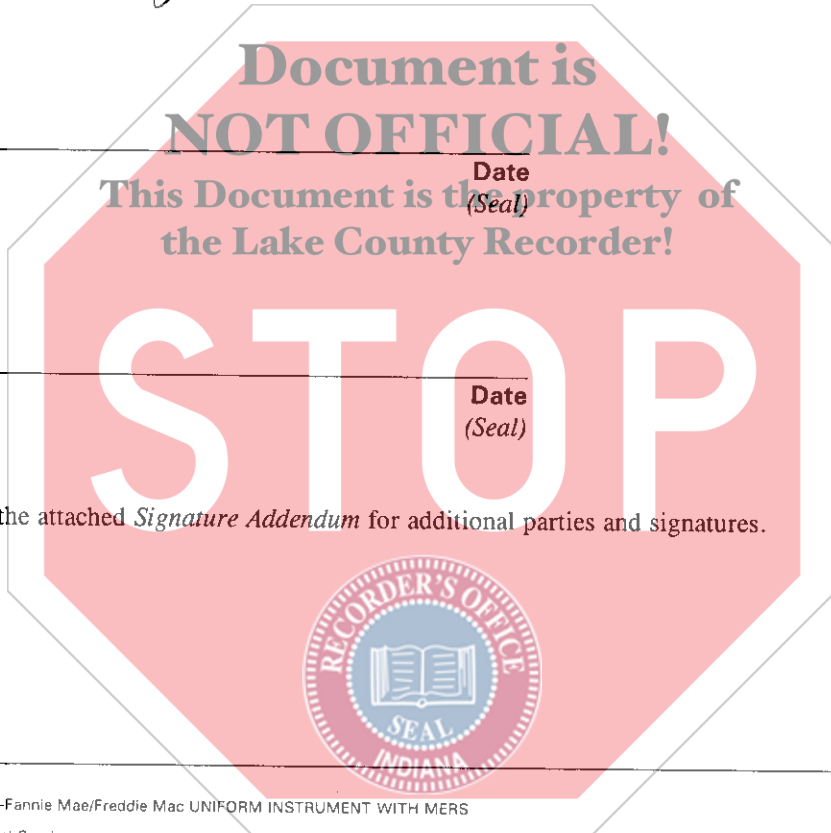 Document is
NOT OFFICIAL!
Date
This Document is the property of
(Seal)
the Lake County Recorder!
STOP
Date
(Seal)
the attached Signature Addendum for additional parties and signatures.
RECORDER'S OFFICE
SEAL
INDIANA
-Fannie Mae/Freddie Mac UNIFORM INSTRUMENT WITH MERS